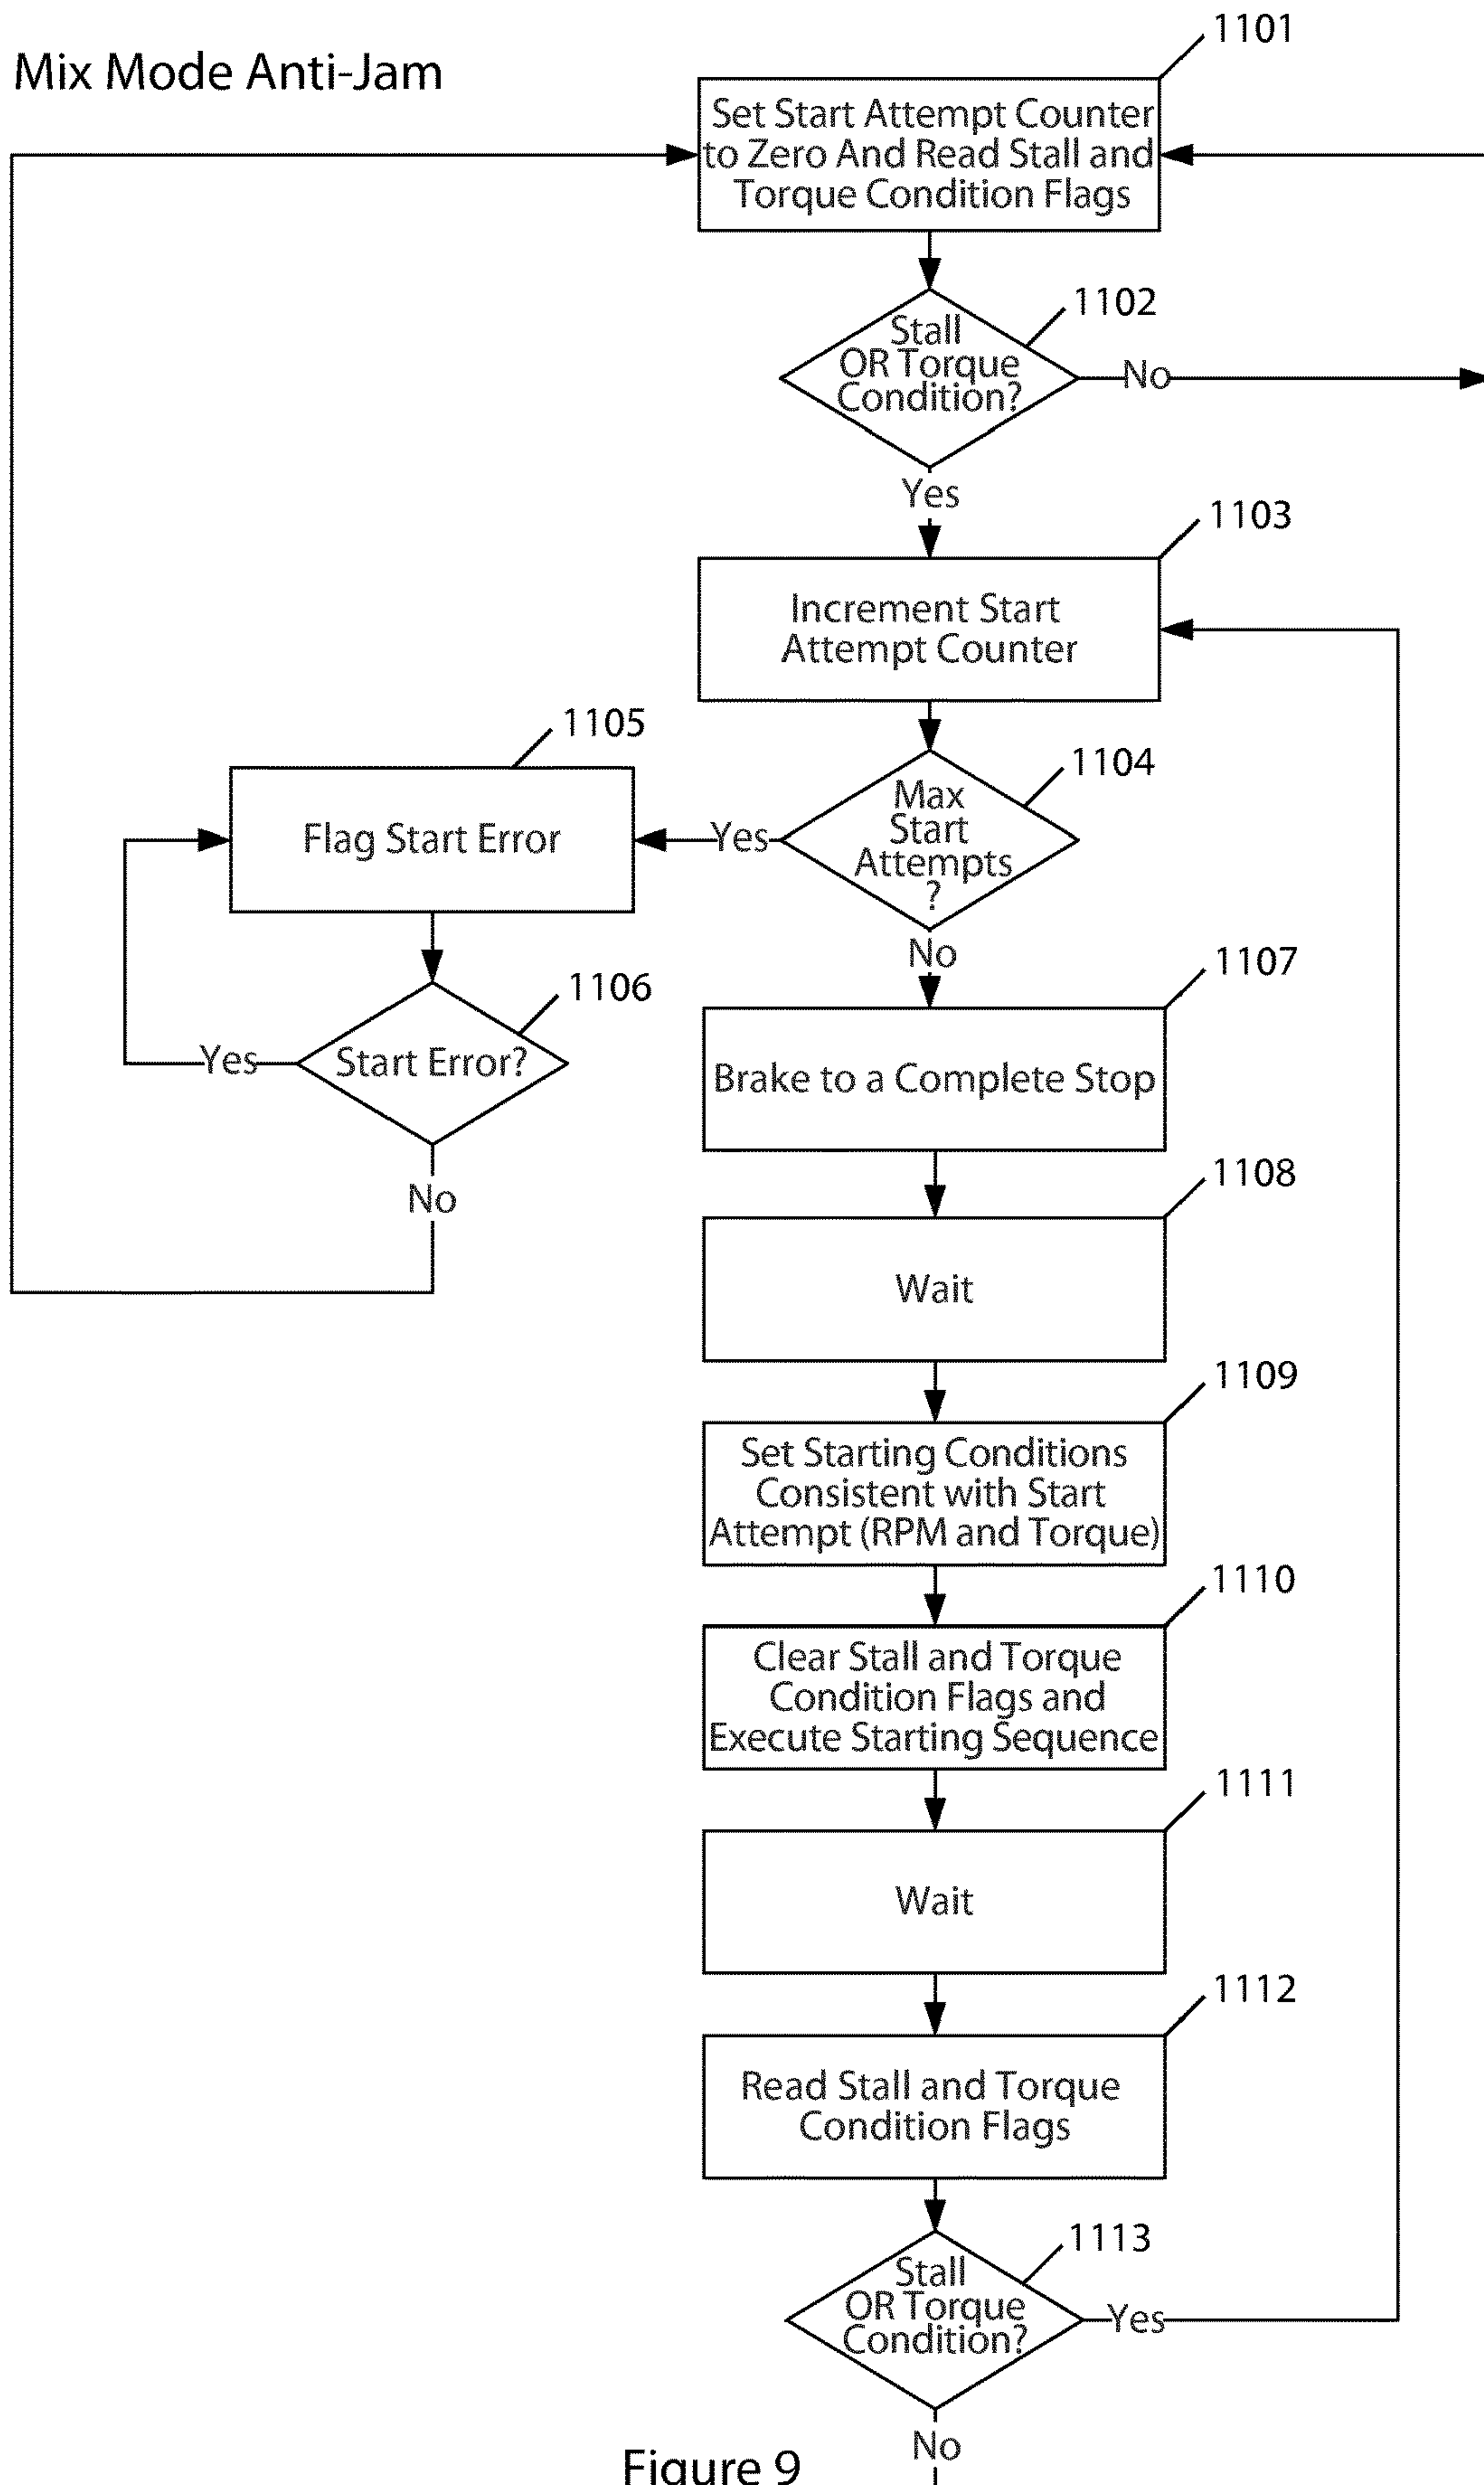 Mix Mode Anti-Jam
1101
Set Start Attempt Counter
to Zero And Read Stall and
Torque Condition Flags
1102
Stall
OR Torque
Condition?
No
Yes
1103
Increment Start
Attempt Counter
1104
Max
Start
Attempts
?
Yes
1105
Flag Start Error
1106
Start Error?
Yes
No
No
1107
Brake to a Complete Stop
1108
Wait
1109
Set Starting Conditions
Consistent with Start
Attempt (RPM and Torque)
1110
Clear Stall and Torque
Condition Flags and
Execute Starting Sequence
1111
Wait
1112
Read Stall and Torque
Condition Flags
1113
Stall
OR Torque
Condition?
Yes
No
Figure 9